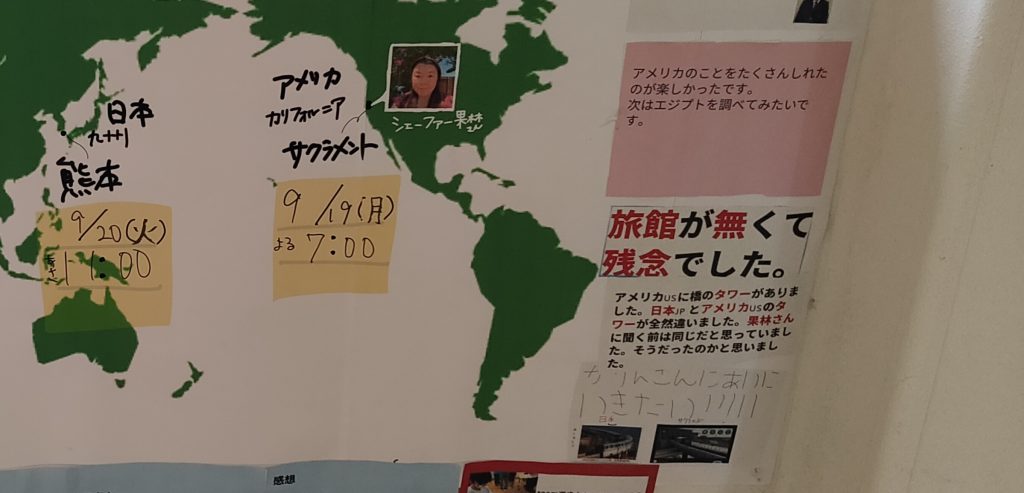 日本
九州
熊本
9/20(火)
11:00
アメリカ
カリフォルニア
サクラメント
シェーファー果林
さん
9/19(月)
よる 7:00
アメリカのことをたくさんしれた
のが楽しかったです。
次はエジプトを調べてみたいで
す。
旅館が無くて
残念でした。
アメリカUSに橋のタワーがありま
した。日本JPとアメリカUSのタ
ワーが全然違いました。果林さん
に聞く前は同じだと思っていまし
た。そうだったのかと思いまし
た。
かりんさんにあいに
いきたい!!!!!
日本
感想